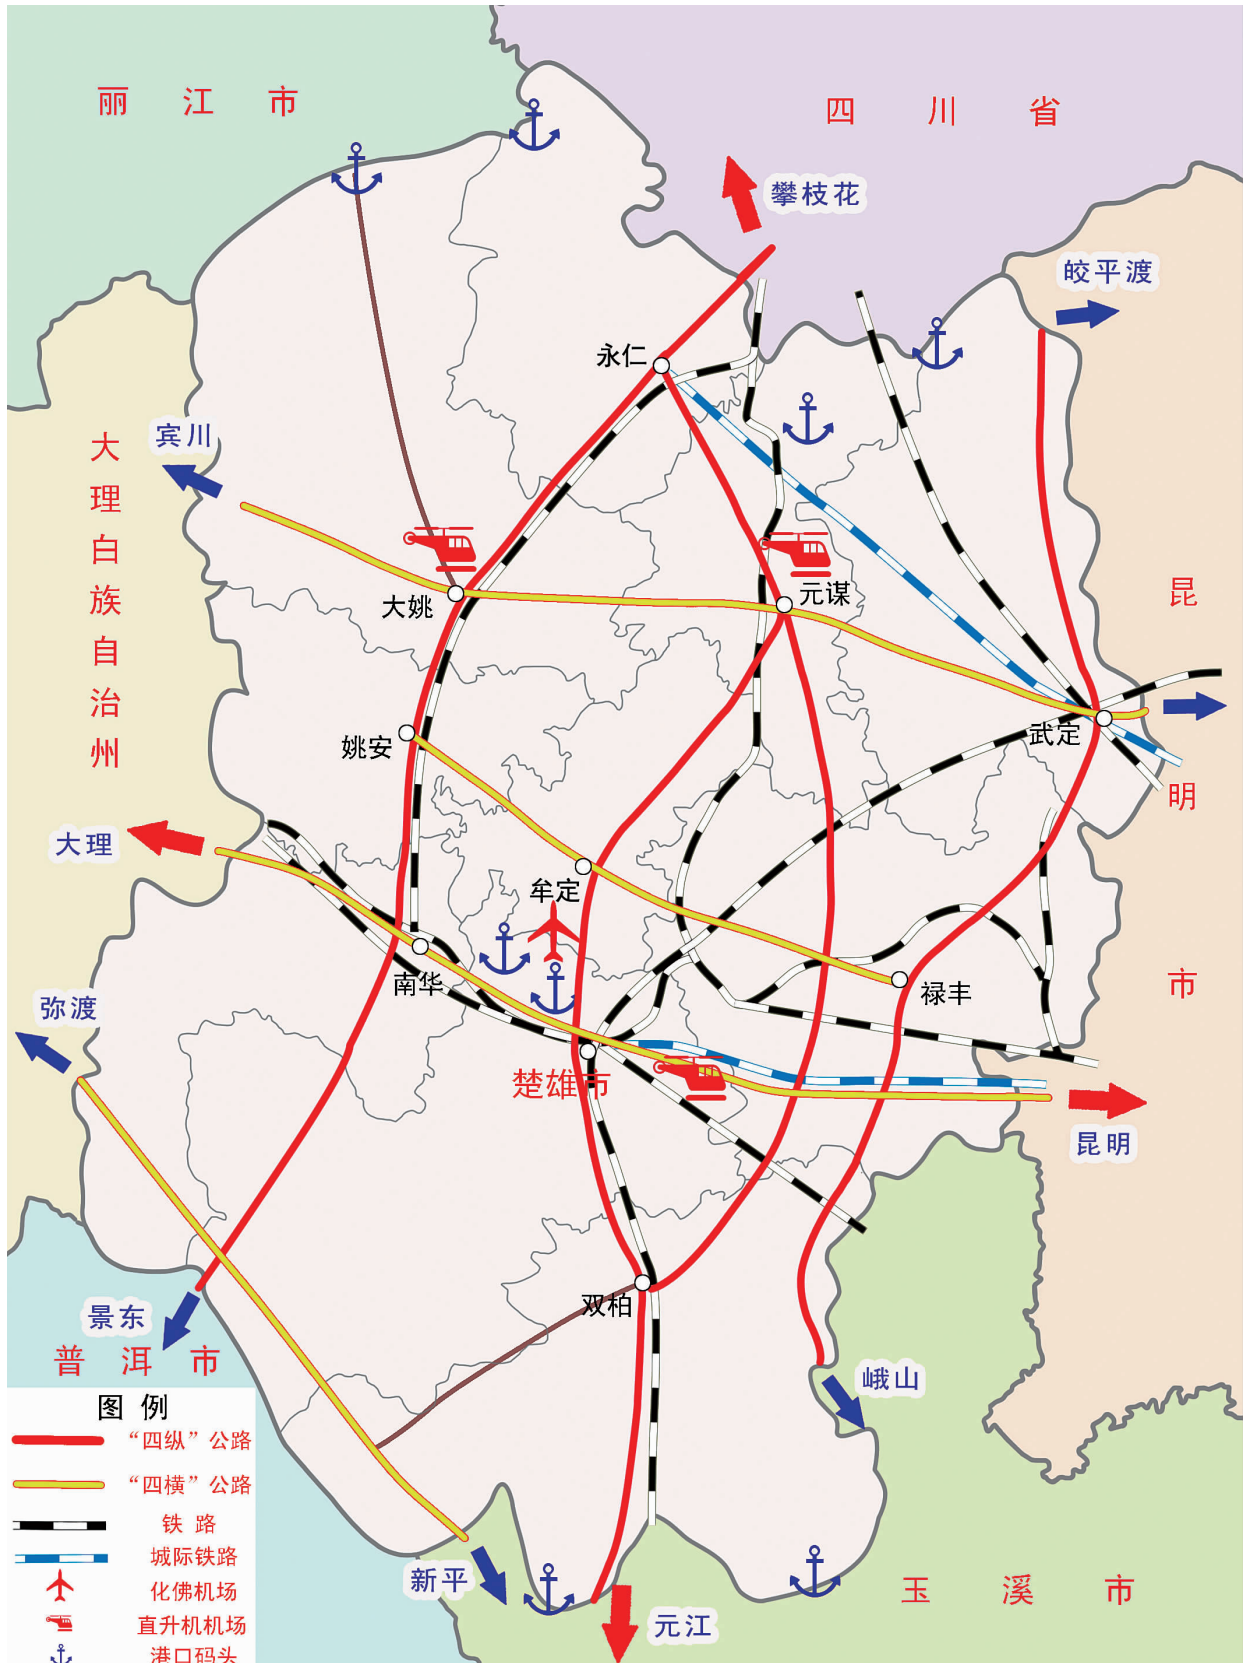 丽江市
四川省
攀枝花
皎平渡
永仁
宾川
大理白族自治州
大姚
元谋
昆明市
姚安
武定
大理
牟定
南华
禄丰
弥渡
楚雄市
昆明
景东
双柏
普洱市
峨山
图例
“四纵”公路
“四横”公路
铁路
城际铁路
化佛机场
直升机机场
港口码头
新平
元江
玉溪市